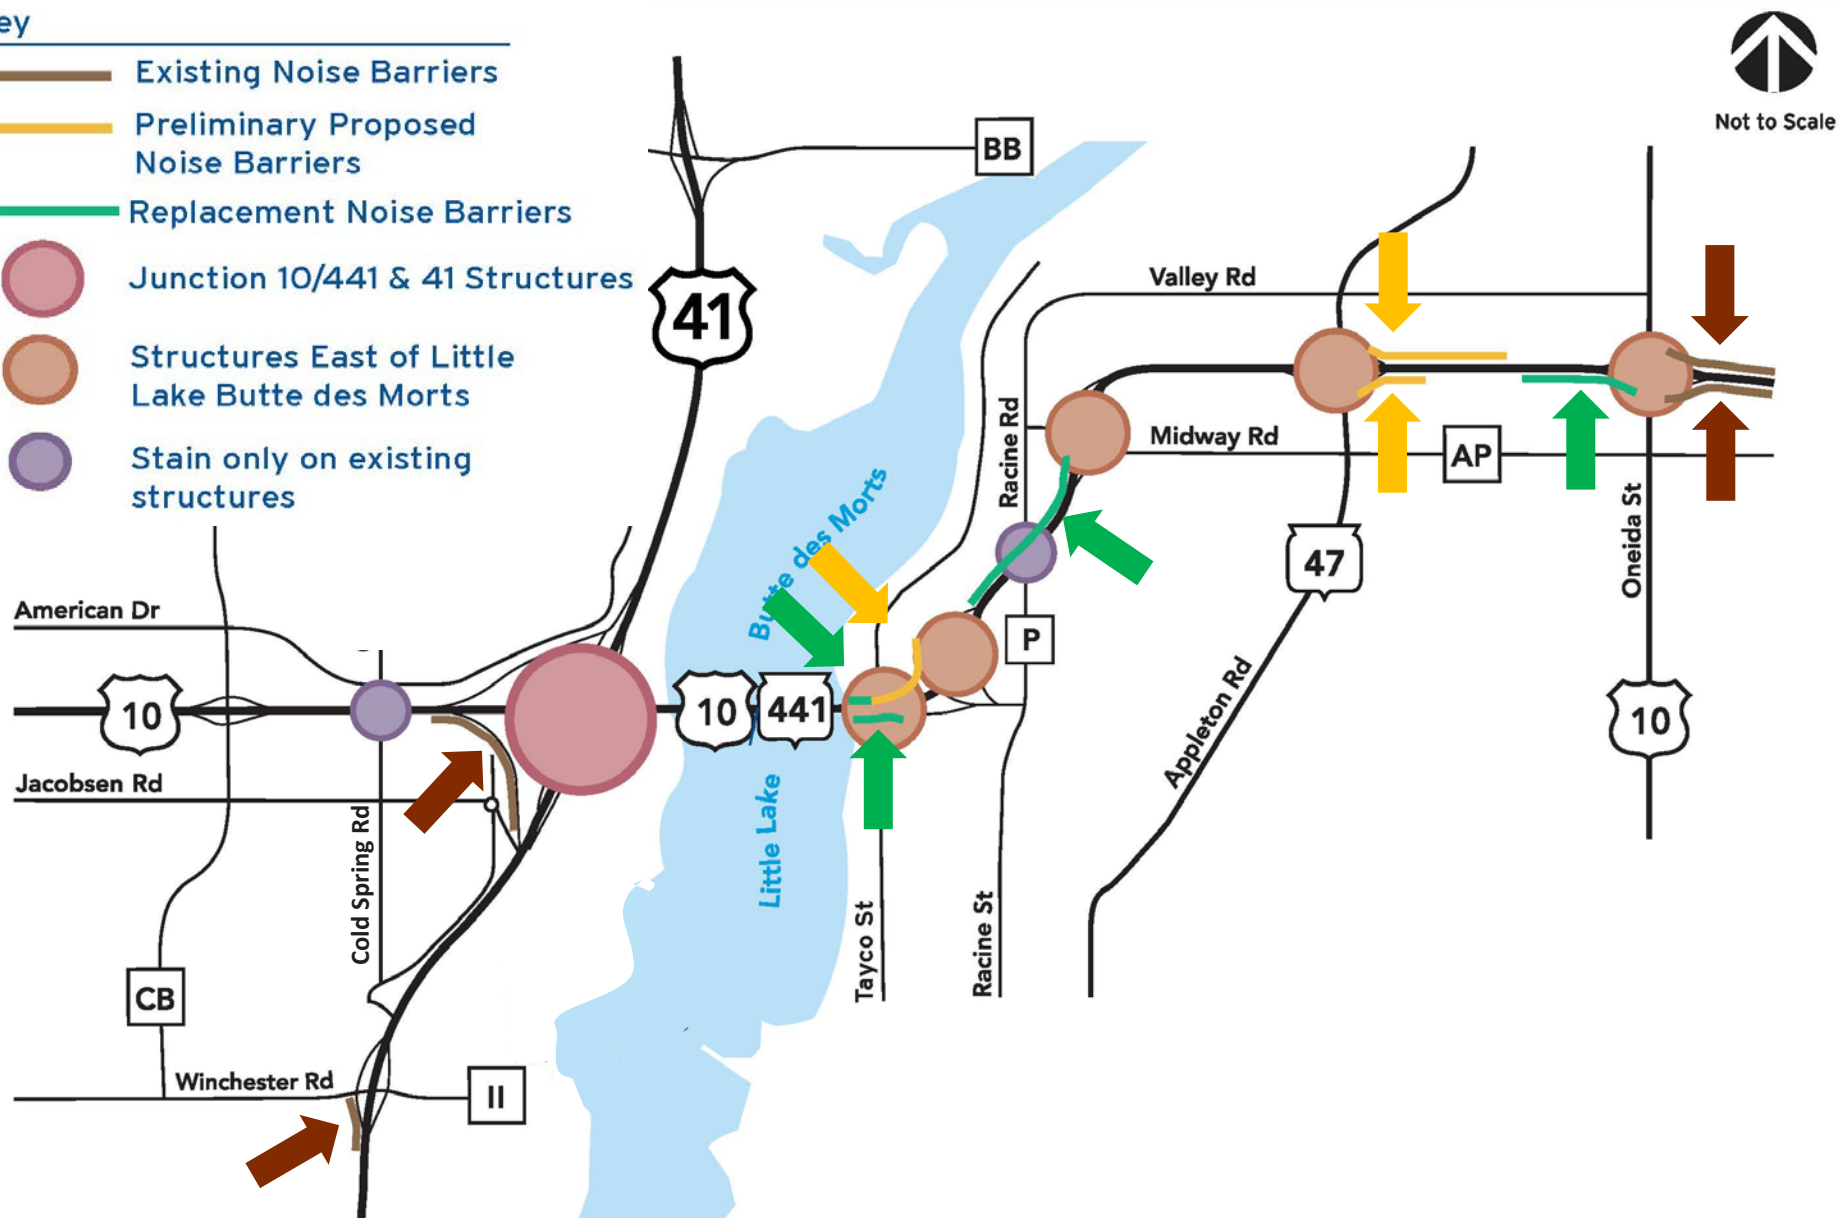 ey
Existing Noise Barriers
Preliminary Proposed
Noise Barriers
Replacement Noise Barriers
Junction 10/441 & 41 Structures
Structures East of Little
Lake Butte des Morts
Stain only on existing
structures
Not to Scale
BB
41
Valley Rd
Racine Rd
Midway Rd
AP
Butte des Morts
47
Oneida St
American Dr
P
10
10
441
10
Appleton Rd
Jacobsen Rd
Cold Spring Rd
Little Lake
Tayco St
Racine St
CB
Winchester Rd
II